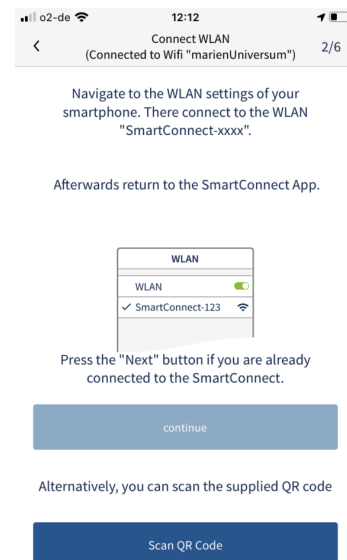 o2-de 12:12
Connect WLAN
(Connected to Wifi "marienUniversum") 2/6
Navigate to the WLAN settings of your
smartphone. There connect to the WLAN
"SmartConnect-xxxx".
Afterwards return to the SmartConnect App.
WLAN
WLAN
SmartConnect-123
Press the "Next" button if you are already
connected to the SmartConnect.
continue
Alternatively, you can scan the supplied QR code
Scan QR Code